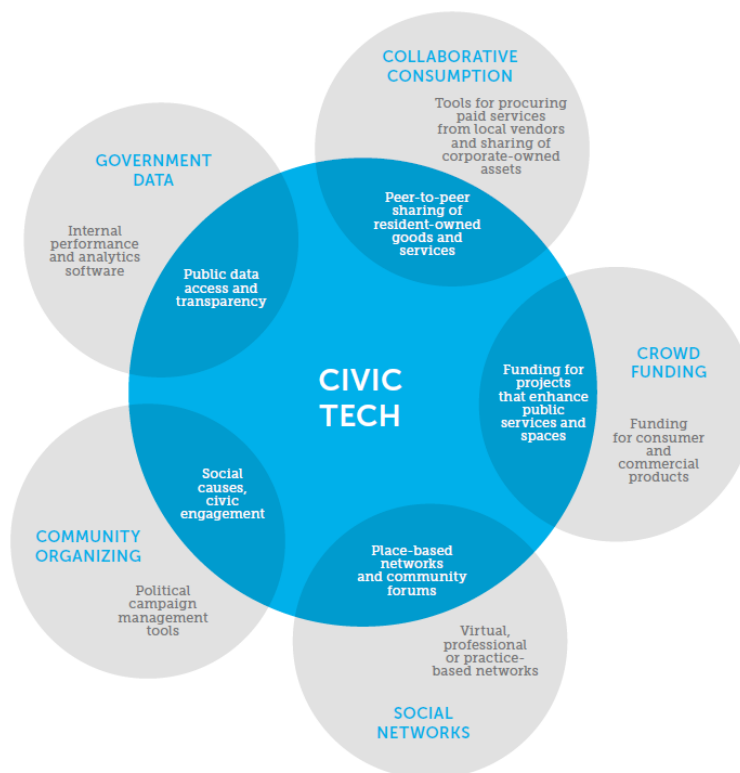 COLLABORATIVE
CONSUMPTION
Tools for procuring
paid services
from local vendors
and sharing of
corporate-owned
assets
Peer-to-peer
sharing of
resident-owned
goods and
services
GOVERNMENT
DATA
Internal
performance
and analytics
software
Public data
access and
transparency
CIVIC
TECH
CROWD
FUNDING
Funding for
projects
that enhance
public
services and
spaces
Funding
for consumer
and
commercial
products
Social
causes,
civic
engagement
COMMUNITY
ORGANIZING
Political
campaign
management
tools
Place-based
networks
and community
forums
Virtual,
professional
or practice-
based networks
SOCIAL
NETWORKS